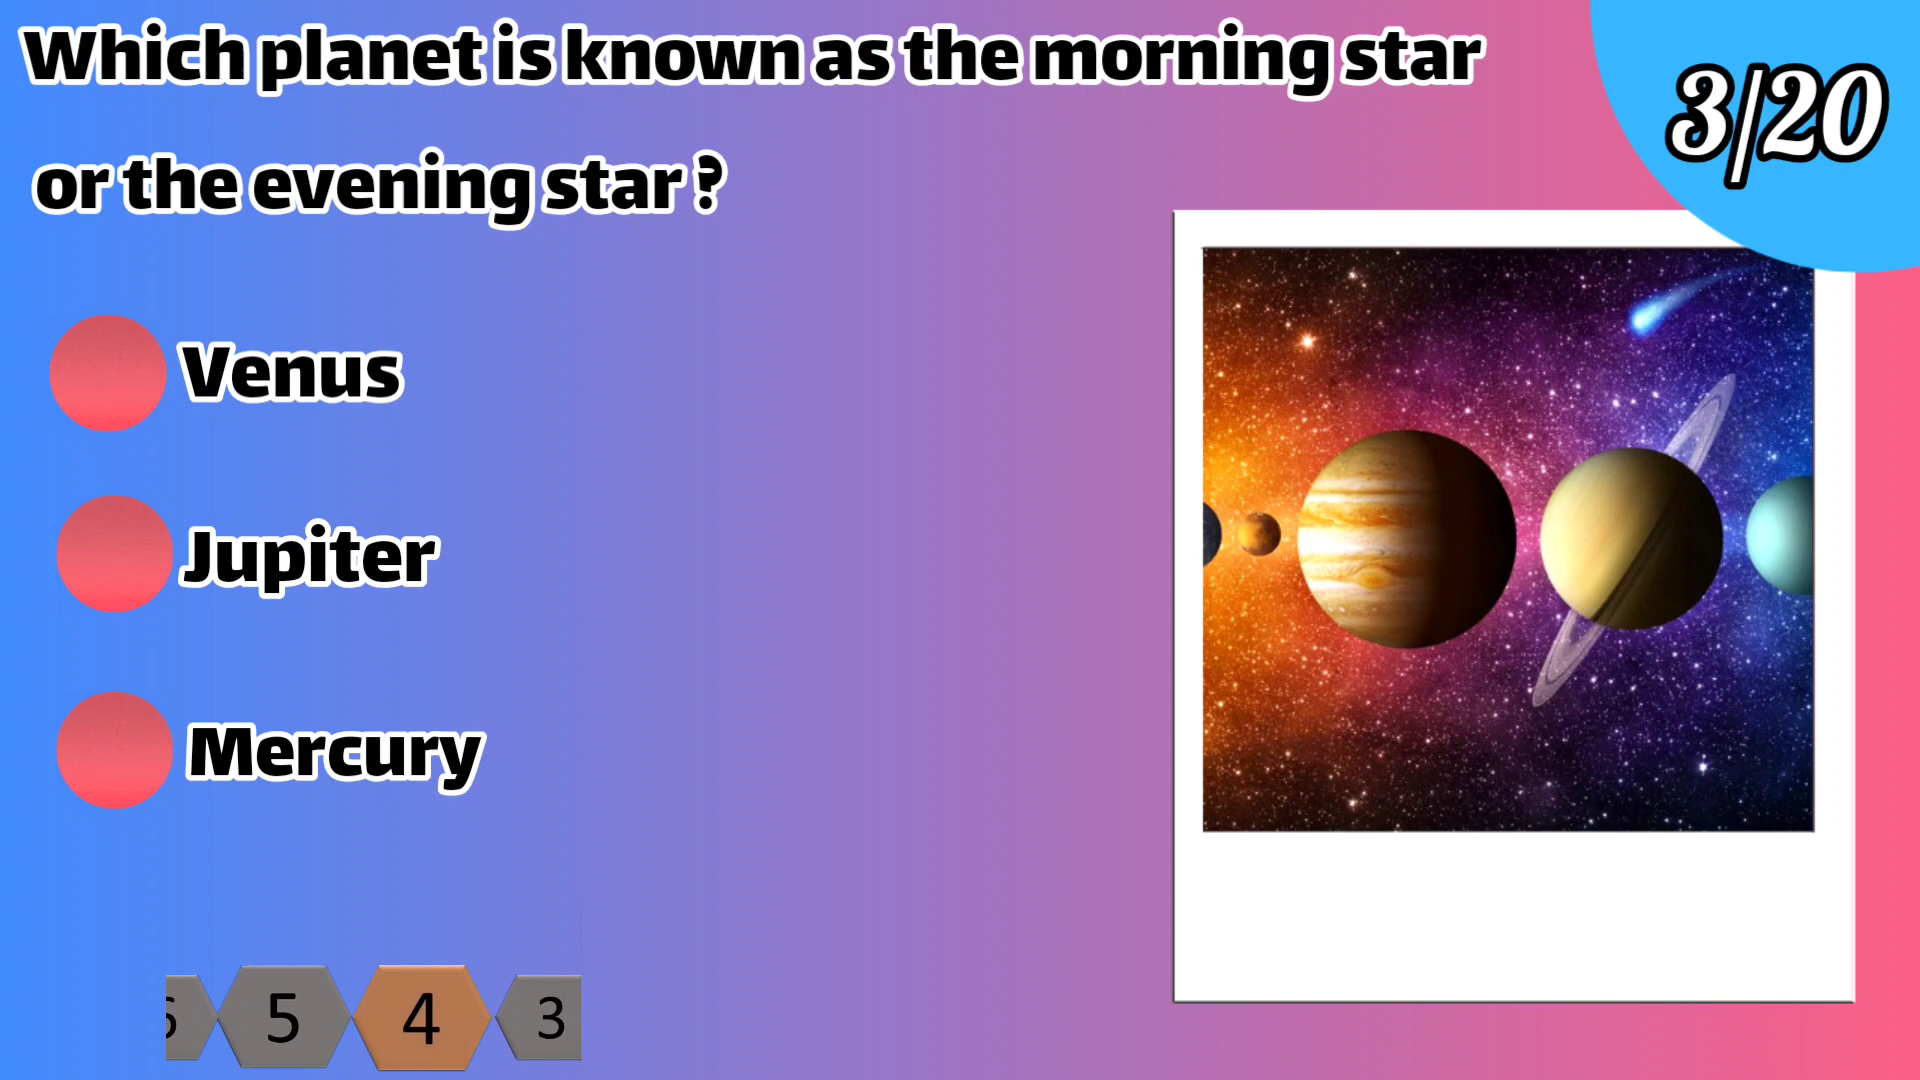 Which planet is known as the morning star
3/20
or the evening star ?
Venus
Jupiter
Mercury
5 4 3